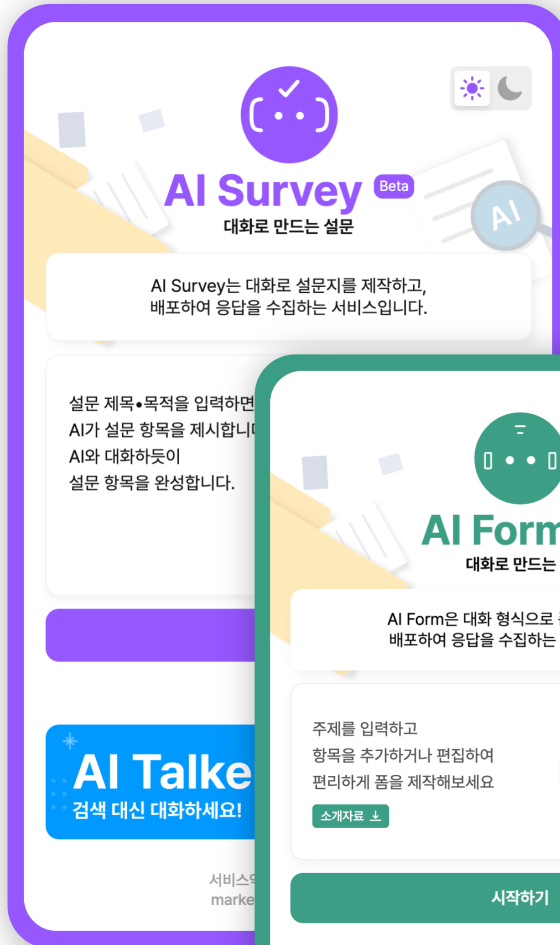 AI Survey Beta
대화로 만드는 설문
AI
AI Survey는 대화로 설문지를 제작하고,
배포하여 응답을 수집하는 서비스입니다.
설문 제목•목적을 입력하면
AI가 설문 항목을 제시합니
AI와 대화하듯이
설문 항목을 완성합니다.
AI Talke
검색 대신 대화하세요!
서비스
marke
AI Form
대화로 만드는
AI Form은 대화 형식으로
배포하여 응답을 수집하는
주제를 입력하고
항목을 추가하거나 편집하여
편리하게 폼을 제작해보세요
소개자료
시작하기